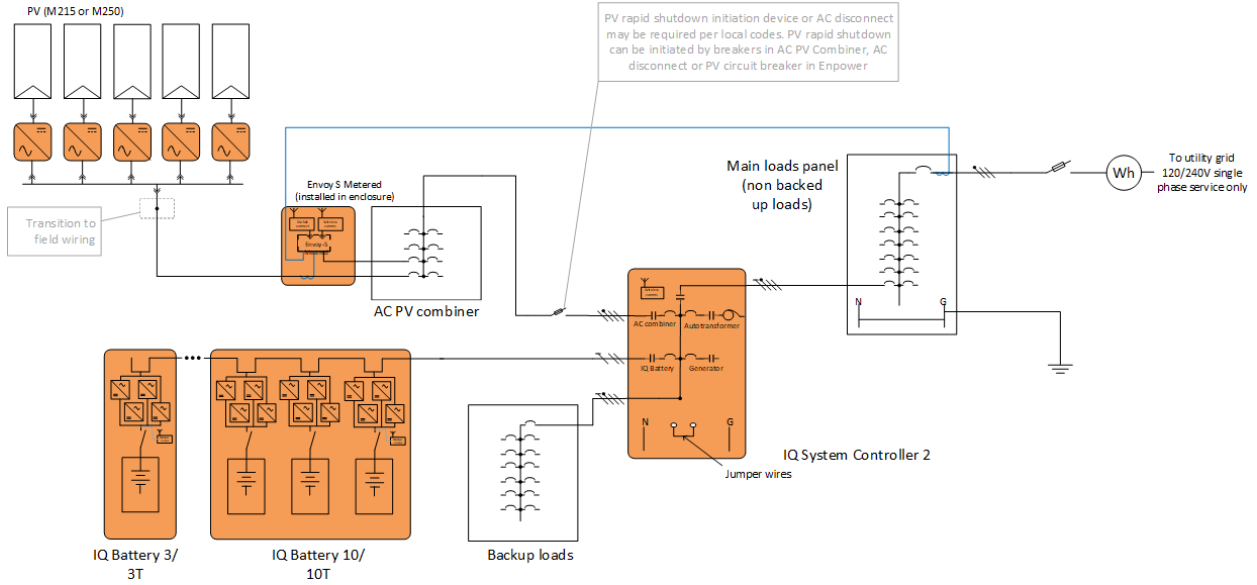 PV (M215 or M250)
PV rapid shutdown initiation device or AC disconnect
may be required per local codes. PV rapid shutdown
can be initiated by breakers in AC PV Combiner, AC
disconnect or PV circuit breaker in Enpower
Transition to
field wiring
Envoy S Metered
(installed in enclosure)
Envoy-S
AC PV combiner
Main loads panel
(non backed
up loads)
N
G
Wh
To utility grid
120/240V single
phase service only
AC combiner
Autotransformer
IQ Battery
Generator
N
G
Jumper wires
IQ System Controller 2
IQ Battery 3/
3T
IQ Battery 10/
10T
Backup loads